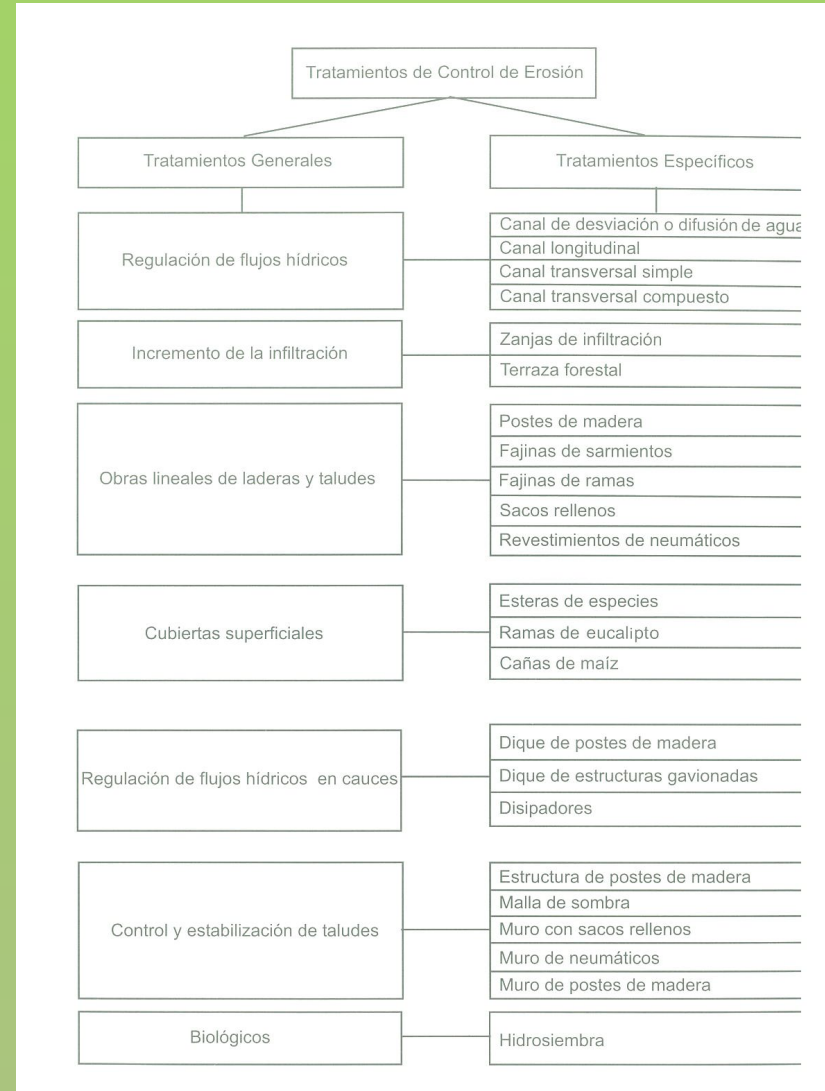 Tratamientos de Control de Erosión
Tratamientos Generales
Tratamientos Especificos
Regulación de flujos hídricos
Canal de desviación o difusión de agua
Canal longitudinal
Canal transversal simple
Canal transversal compuesto
Incremento de la infiltración
Zanjas de infiltración
Terraza forestal
Obras lineales de laderas y taludes
Postes de madera
Fajinas de sarmientos
Fajinas de ramas
Sacos rellenos
Revestimientos de neumáticos
Cubiertas superficiales
Esteras de especies
Ramas de eucalipto
Cañas de maíz
Regulación de flujos hídricos en cauces
Dique de postes de madera
Dique de estructuras gavionadas
Disipadores
Control y estabilización de taludes
Estructura de postes de madera
Malla de sombra
Muro con sacos rellenos
Muro de neumáticos
Muro de postes de madera
Biológicos
Hidrosiembra